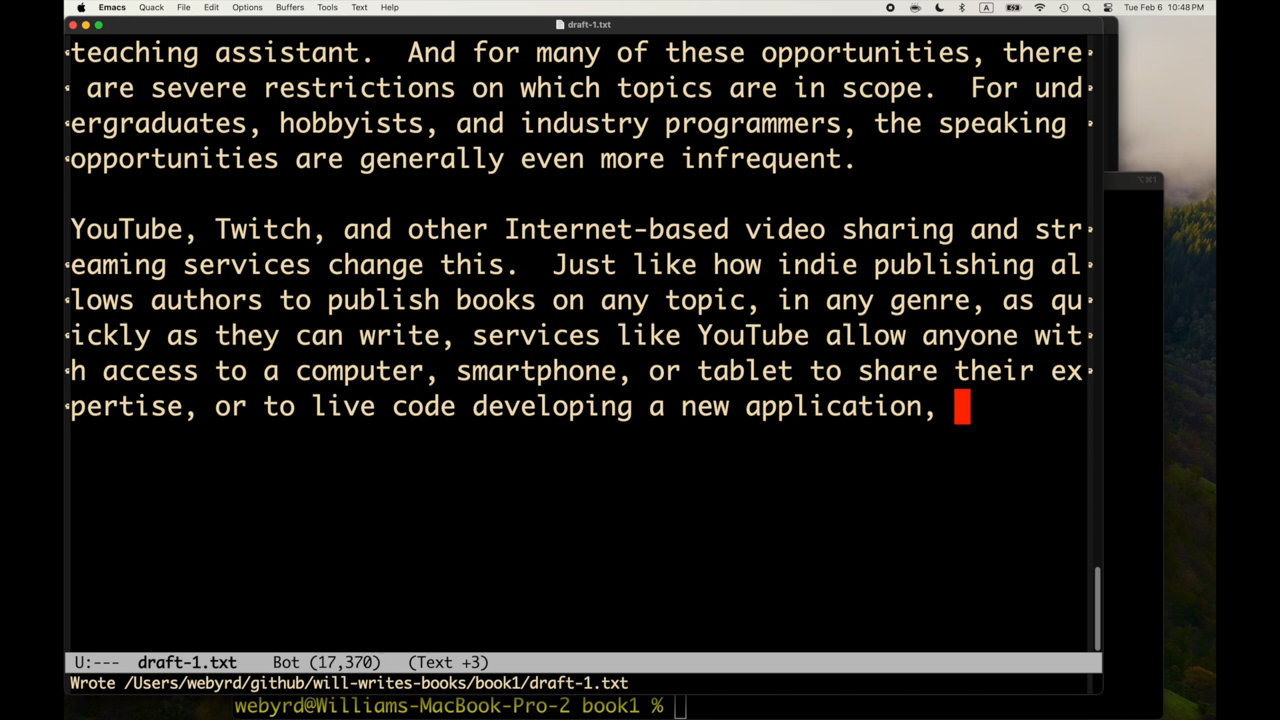 Emacs Quack File Edit Options Buffers Tools Text Help A Tue Feb 6 10:48 PM
draft-1.txt
teaching assistant.  And for many of these opportunities, there
are severe restrictions on which topics are in scope.  For und
ergraduates, hobbyists, and industry programmers, the speaking
opportunities are generally even more infrequent.
YouTube, Twitch, and other Internet-based video sharing and str
eaming services change this.  Just like how indie publishing al
lows authors to publish books on any topic, in any genre, as qu
ickly as they can write, services like YouTube allow anyone wit
h access to a computer, smartphone, or tablet to share their ex
pertise, or to live code developing a new application,
U:--- draft-1.txt Bot (17,370) (Text +3)
Wrote /Users/webyrd/github/will-writes-books/book1/draft-1.txt
webyrd@Williams-MacBook-Pro-2 book1 %